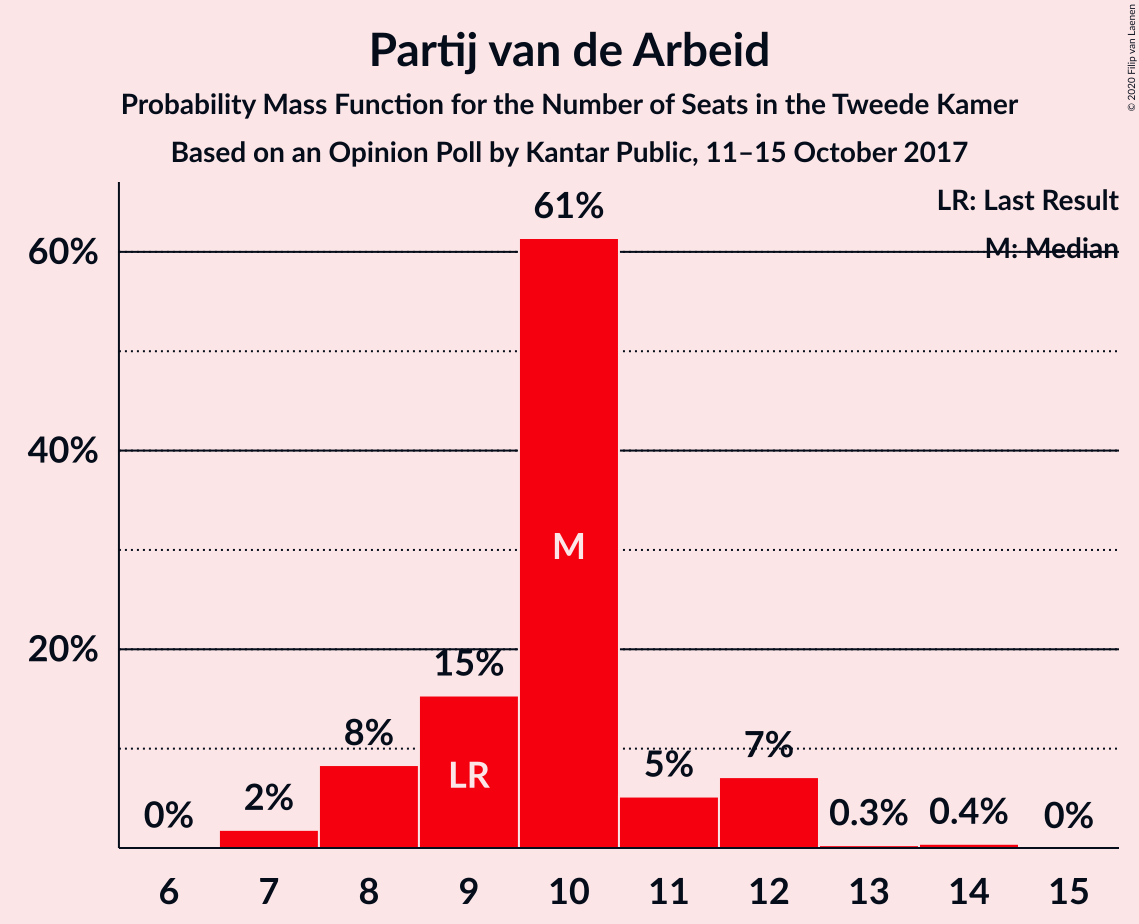 Partij van de Arbeid
Probability Mass Function for the Number of Seats in the Tweede Kamer
Based on an Opinion Poll by Kantar Public, 11–15 October 2017
© 2020 Filip van Laenen
LR: Last Result
M: Median
60%
40%
20%
0%
2%
8%
15%
61%
5%
7%
0.3%
0.4%
0%
LR
M
6 7 8 9 10 11 12 13 14 15